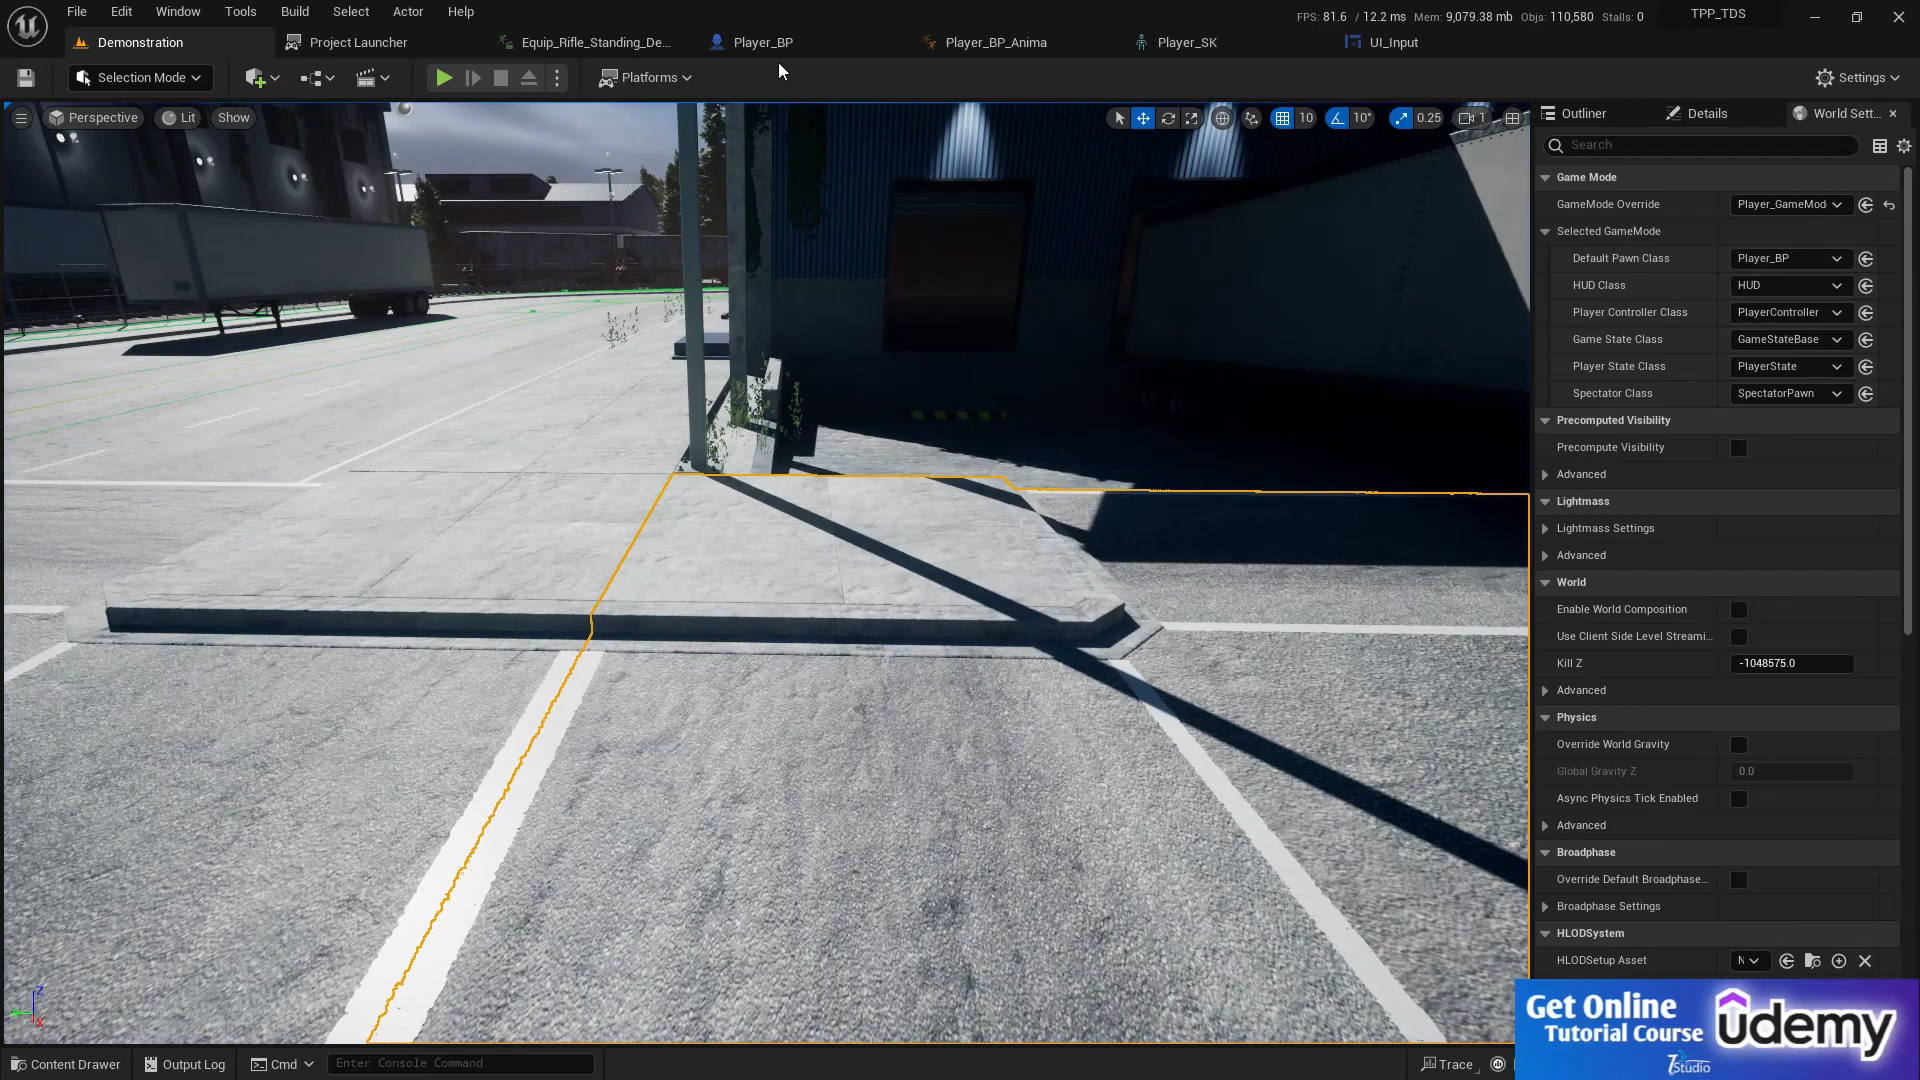 File Edit Window Tools Build Select Actor Help
FPS: 81.6 / 12.2 ms Mem: 9,079.38 mb Objs: 110,580 Stalls: 0
TPP_TDS
Demonstration
Project Launcher
Equip_Rifle_Standing_De...
Player_BP
Player_BP_Anima
Player_SK
UI_Input
Selection Mode
Platforms
Settings
Perspective
Lit
Show
10
10°
0.25
1
Outliner
Details
World Sett...
Search
Game Mode
GameMode Override Player_GameMod
Selected GameMode
Default Pawn Class Player_BP
HUD Class HUD
Player Controller Class PlayerController
Game State Class GameStateBase
Player State Class PlayerState
Spectator Class SpectatorPawn
Precomputed Visibility
Precompute Visibility
Advanced
Lightmass
Lightmass Settings
Advanced
World
Enable World Composition
Use Client Side Level Streami...
Kill Z -1048575.0
Advanced
Physics
Override World Gravity
Global Gravity Z 0.0
Async Physics Tick Enabled
Advanced
Broadphase
Override Default Broadphase...
Broadphase Settings
HLODSystem
HLODSetup Asset N
Z
X
Get Online
Tutorial Course
udemy
Studio
Content Drawer
Output Log
Cmd
Enter Console Command
Trace